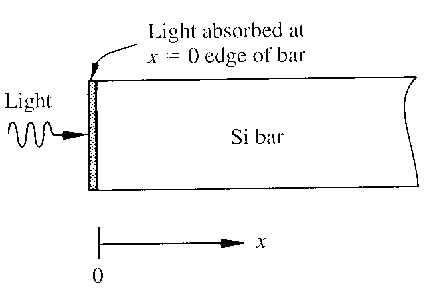 Light absorbed at
x = 0 edge of bar
Light
Si bar
x
0